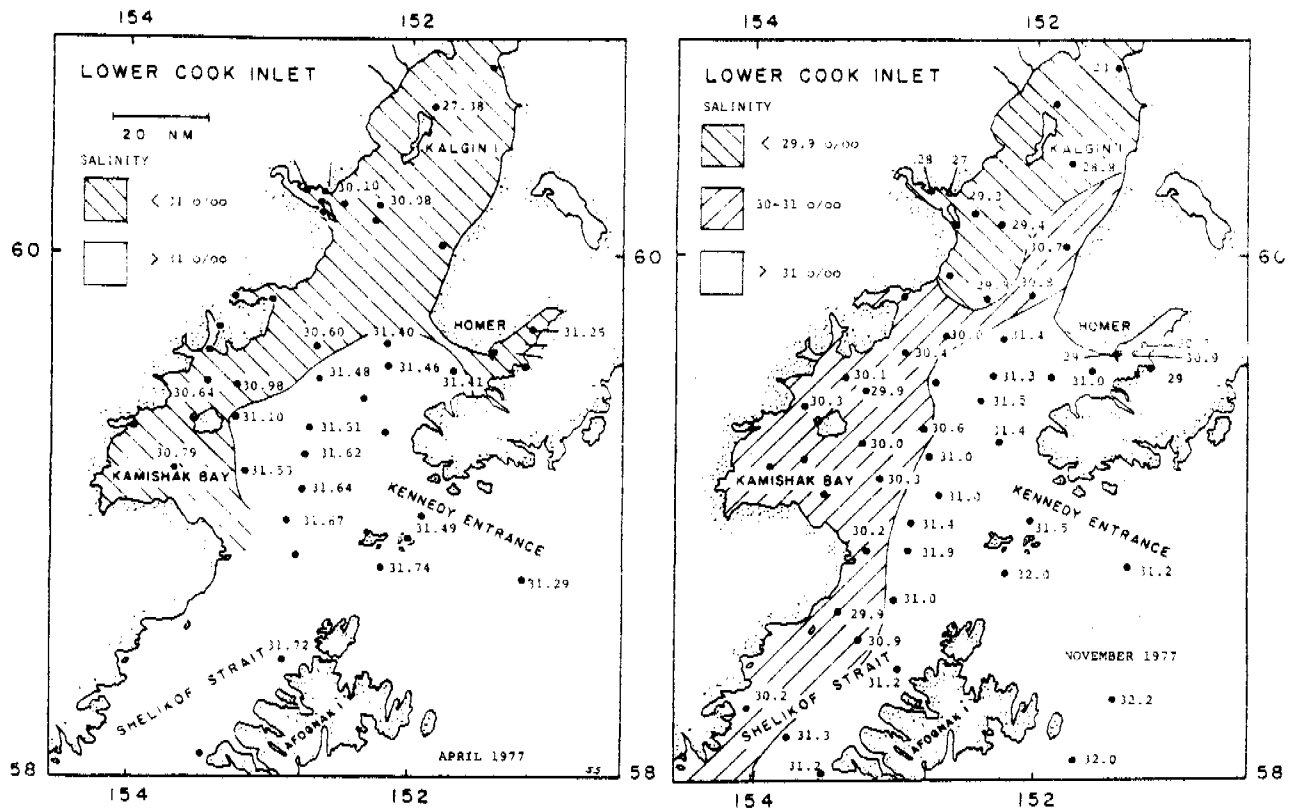 154 152
LOWER COOK INLET
20 NM
SALINITY
< 31 o/oo
> 31 o/oo
27.38
KALGIN I
30.10
30.08
60
HOMER
31.25
30.60
31.40
31.48
31.46
31.41
30.64
30.98
31.10
31.51
31.62
30.79
KAMISHAK BAY
31.53
31.64
31.67
KENNEDY ENTRANCE
31.49
31.74
31.29
31.72
SHELIKOF STRAIT
AFOGNAK I
APRIL 1977
58
154 152
154 152
LOWER COOK INLET
SALINITY
< 29.9 o/oo
30-31 o/oo
> 31 o/oo
KALGIN I
28.8
28 27
29.3
29.4
30.7
60
29.9
30.8
HOMER
31.4
30.9
30.4
29
31.0
29
30.1
31.3
29.9
31.5
30.3
30.6
31.4
30.0
31.0
KAMISHAK BAY
30.3
31.0
KENNEDY ENTRANCE
31.4
31.5
30.2
31.9
32.0
31.2
31.0
29.9
30.9
NOVEMBER 1977
31.2
SHELIKOF STRAIT
30.2
32.2
31.3
AFOGNAK I
31.2
32.0
58
154 152